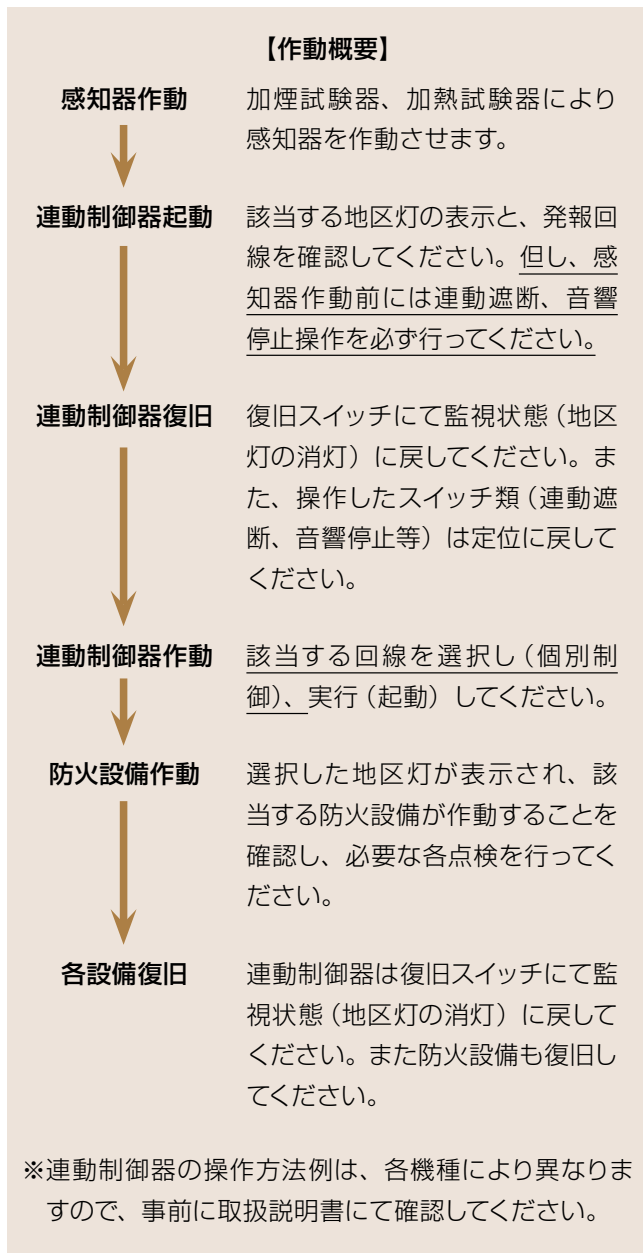 【作動概要】
感知器作動
加煙試験器、加熱試験器により
感知器を作動させます。
連動制御器起動
該当する地区灯の表示と、発報回
線を確認してください。但し、感
知器作動前には連動遮断、音響
停止操作を必ず行ってください。
連動制御器復旧
復旧スイッチにて監視状態（地区
灯の消灯）に戻してください。ま
た、操作したスイッチ類（連動遮
断、音響停止等）は定位に戻して
ください。
連動制御器作動
該当する回線を選択し（個別制
御）、実行（起動）してください。
防火設備作動
選択した地区灯が表示され、該
当する防火設備が作動することを
確認し、必要な各点検を行ってく
ださい。
各設備復旧
連動制御器は復旧スイッチにて監
視状態（地区灯の消灯）に戻して
ください。また防火設備も復旧し
てください。
※連動制御器の操作方法例は、各機種により異なりま
すので、事前に取扱説明書にて確認してください。